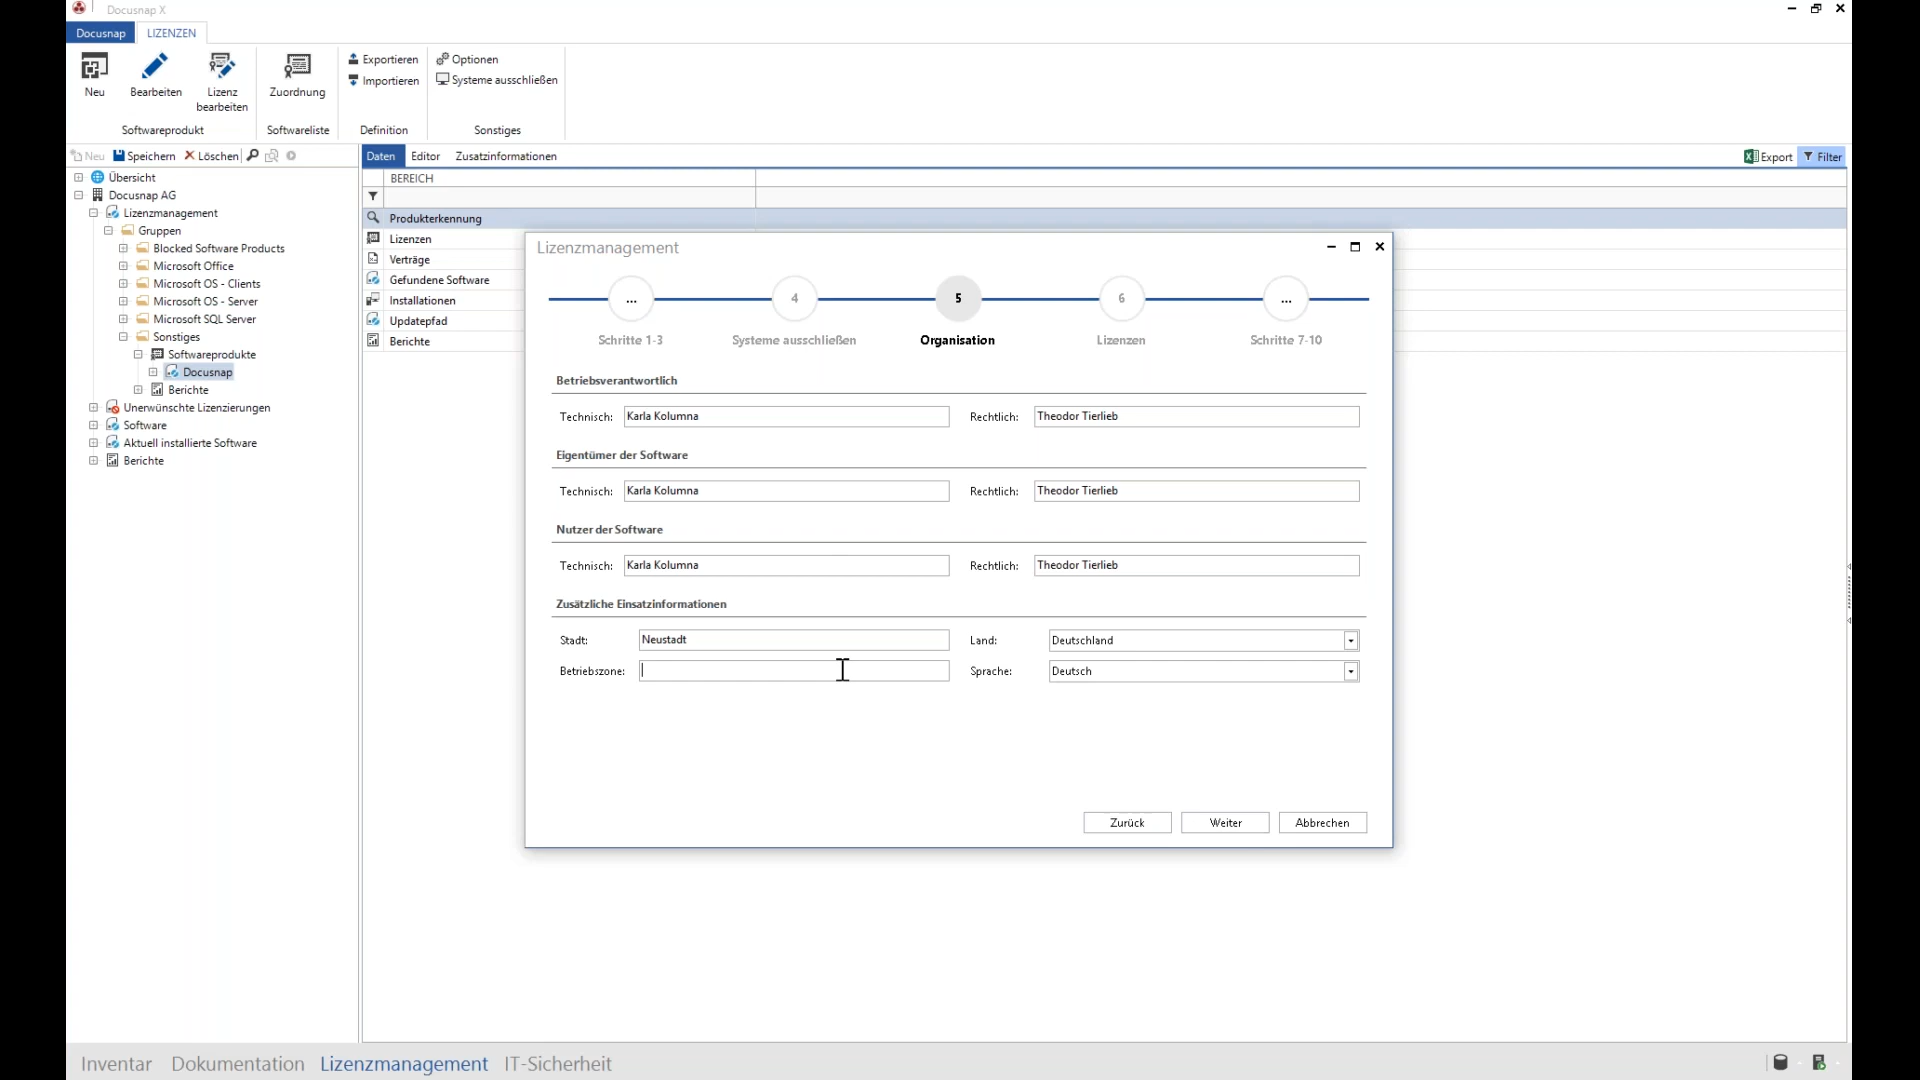 Docusnap X
Docusnap LIZENZEN
Neu Bearbeiten Lizenz bearbeiten Zuordnung Exportieren Importieren Optionen Systeme ausschließen
Softwareprodukt Softwareliste Definition Sonstiges
Neu Speichern Löschen
Daten Editor Zusatzinformationen Export Filter
Übersicht
Docusnap AG
Lizenzmanagement
Gruppen
Blocked Software Products
Microsoft Office
Microsoft OS - Clients
Microsoft OS - Server
Microsoft SQL Server
Sonstiges
Softwareprodukte
Docusnap
Berichte
Unerwünschte Lizenzierungen
Software
Aktuell installierte Software
Berichte
BEREICH
Produkterkennung
Lizenzen
Verträge
Gefundene Software
Installationen
Updatepfad
Berichte
Lizenzmanagement
... 4 5 6 ...
Schritte 1-3 Systeme ausschließen Organisation Lizenzen Schritte 7-10
Betriebsverantwortlich
Technisch: Karla Kolumna Rechtlich: Theodor Tierlieb
Eigentümer der Software
Technisch: Karla Kolumna Rechtlich: Theodor Tierlieb
Nutzer der Software
Technisch: Karla Kolumna Rechtlich: Theodor Tierlieb
Zusätzliche Einsatzinformationen
Stadt: Neustadt Land: Deutschland
Betriebszone: Sprache: Deutsch
Zurück Weiter Abbrechen
Inventar Dokumentation Lizenzmanagement IT-Sicherheit